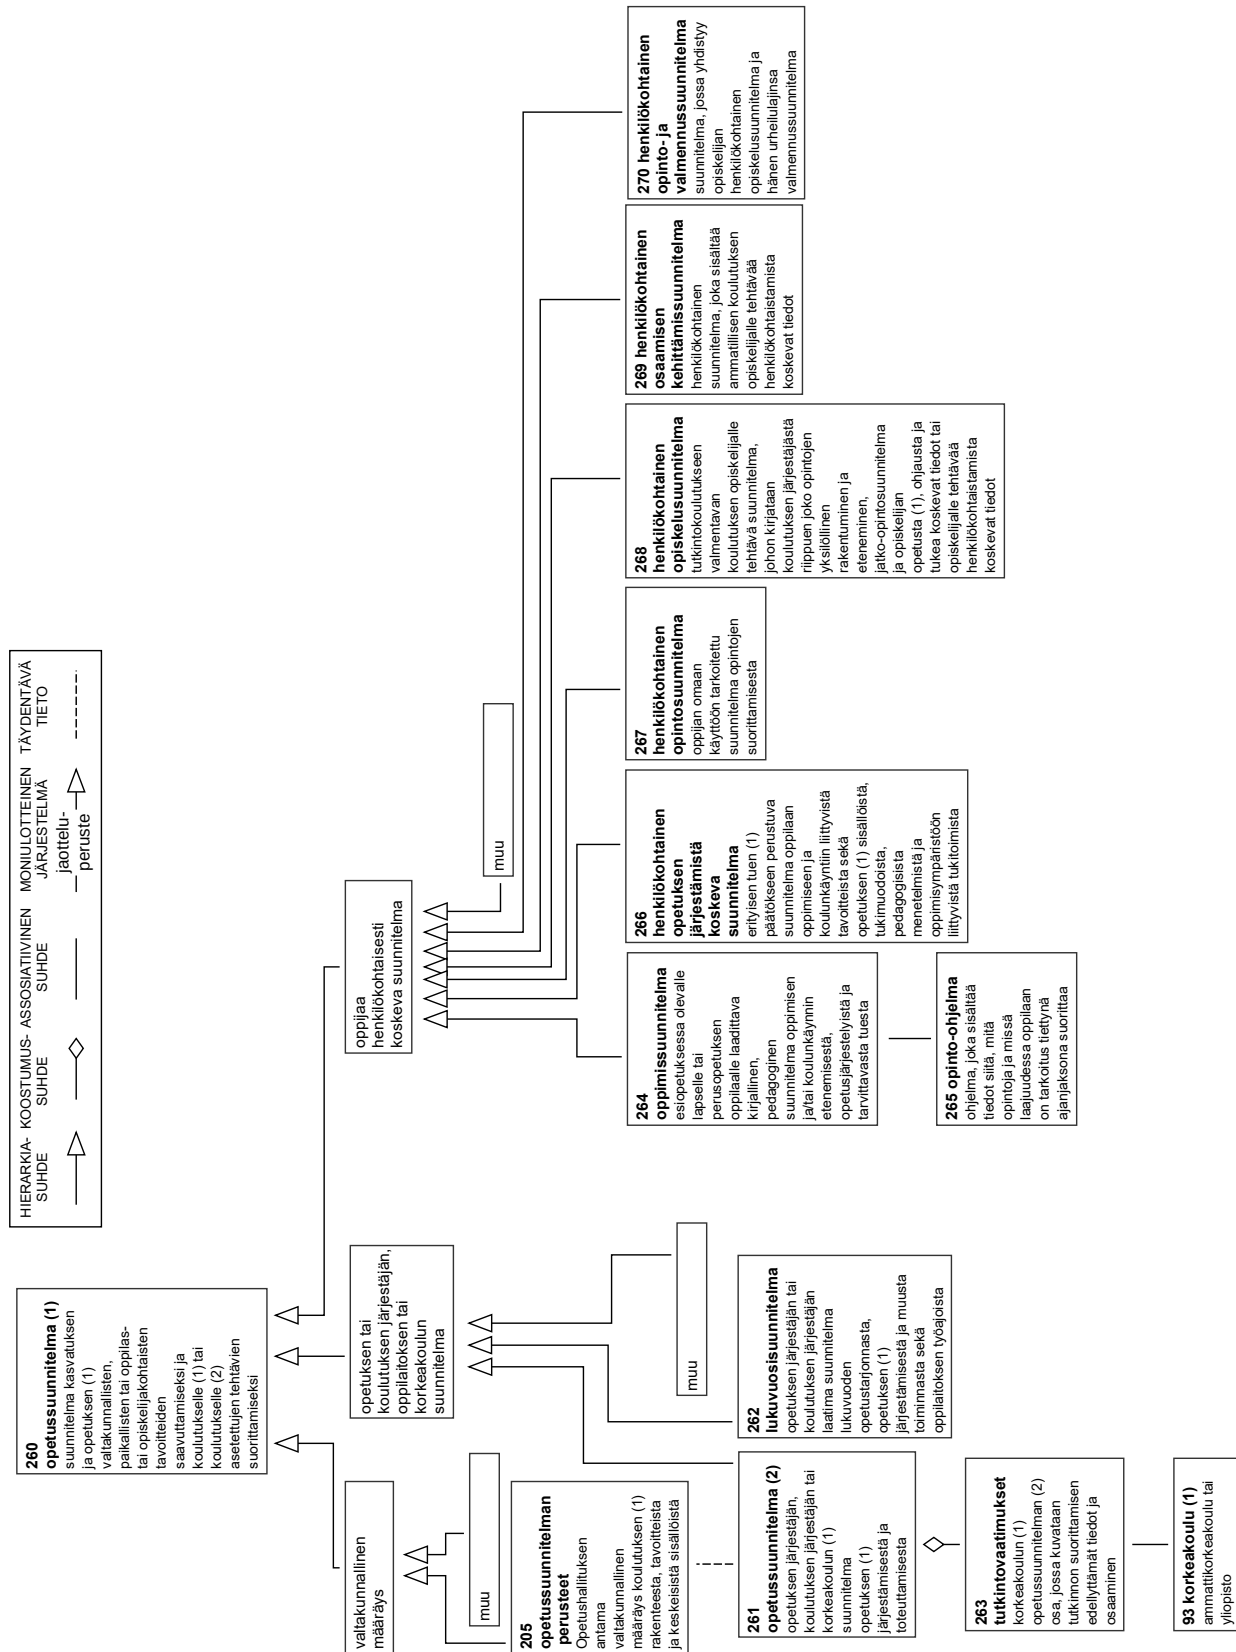 HIERARKIA-
SUHDE
KOOSTUMUS-
SUHDE
ASSOSIATIIVINEN
SUHDE
MONIULOTTEINEN
JÄRJESTELMÄ
jaottelu-
peruste
TÄYDENTÄVÄ
TIETO
260
opetussuunnitelma (1)
suunnitelma kasvatuksen
ja opetuksen (1)
valtakunnallisten,
paikallisten tai oppilas-
tai opiskelijakohtaisten
tavoitteiden
saavuttamiseksi ja
koulutukselle (1) tai
koulutukselle (2)
asetettujen tehtävien
suorittamiseksi
valtakunnallinen
määräys
opetuksen tai
koulutuksen järjestäjän,
oppilaitoksen tai
korkeakoulun
suunnitelma
oppijaa
henkilökohtaisesti
koskeva suunnitelma
muu
muu
muu
205
opetussuunnitelman
perusteet
Opetushallituksen
antama
valtakunnallinen
määräys koulutuksen (1)
rakenteesta, tavoitteista
ja keskeisistä sisällöistä
261
opetussuunnitelma (2)
opetuksen järjestäjän,
koulutuksen järjestäjän tai
korkeakoulun (1)
suunnitelma
opetuksen (1)
järjestämisestä ja
toteuttamisesta
262
lukuvuosisuunnitelma
opetuksen järjestäjän tai
koulutuksen järjestäjän
laatima suunnitelma
lukuvuoden
opetustarjonnasta,
opetuksen (1)
järjestämisestä ja muusta
toiminnasta sekä
oppilaitoksen työajoista
263
tutkintovaatimukset
korkeakoulun (1)
opetussuunnitelman (2)
osa, jossa kuvataan
tutkinnon suorittamisen
edellyttämät tiedot ja
osaaminen
93 korkeakoulu (1)
ammattikorkeakoulu tai
yliopisto
264
oppimissuunnitelma
esiopetuksessa olevalle
lapselle tai
perusopetuksen
oppilaalle laadittava
kirjallinen,
pedagoginen
suunnitelma oppimisen
ja/tai koulunkäynnin
etenemisestä,
opetusjärjestelyistä ja
tarvittavasta tuesta
265 opinto-ohjelma
ohjelma, joka sisältää
tiedot siitä, mitä
opintoja ja missä
laajuudessa oppilaan
on tarkoitus tiettynä
ajanjaksona suorittaa
266
henkilökohtainen
opetuksen
järjestämistä
koskeva
suunnitelma
erityisen tuen (1)
päätökseen perustuva
suunnitelma oppilaan
oppimiseen ja
koulunkäyntiin liittyvistä
tavoitteista sekä
opetuksen (1) sisällöistä,
tukimuodoista,
pedagogisista
menetelmistä ja
oppimisympäristöön
liittyvistä tukitoimista
267
henkilökohtainen
opintosuunnitelma
oppijan omaan
käyttöön tarkoitettu
suunnitelma opintojen
suorittamisesta
268
henkilökohtainen
opiskelusuunnitelma
tutkintokoulutukseen
valmentavan
koulutuksen opiskelijalle
tehtävä suunnitelma,
johon kirjataan
koulutuksen järjestäjästä
riippuen joko opintojen
yksilöllinen
rakentuminen ja
eteneminen,
jatko-opintosuunnitelma
ja opiskelijan
opetusta (1), ohjausta ja
tukea koskevat tiedot tai
opiskelijalle tehtävää
henkilökohtaistamista
koskevat tiedot
269 henkilökohtainen
osaamisen
kehittämissuunnitelma
henkilökohtainen
suunnitelma, joka sisältää
ammatillisen koulutuksen
opiskelijalle tehtävää
henkilökohtaistamista
koskevat tiedot
270 henkilökohtainen
opinto- ja
valmennussuunnitelma
suunnitelma, jossa yhdistyy
opiskelijan
henkilökohtainen
opiskelusuunnitelma ja
hänen urheilulajinsa
valmennussuunnitelma